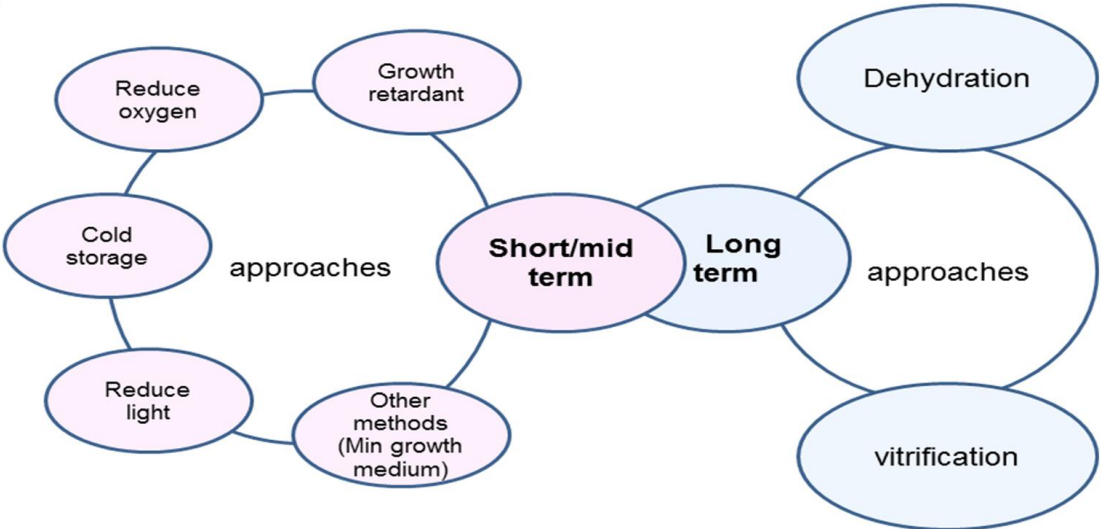 Reduce
oxygen
Growth
retardant
Cold
storage
approaches
Reduce
light
Other
methods
(Min growth
medium)
Short/mid
term
Long
term
Dehydration
approaches
vitrification